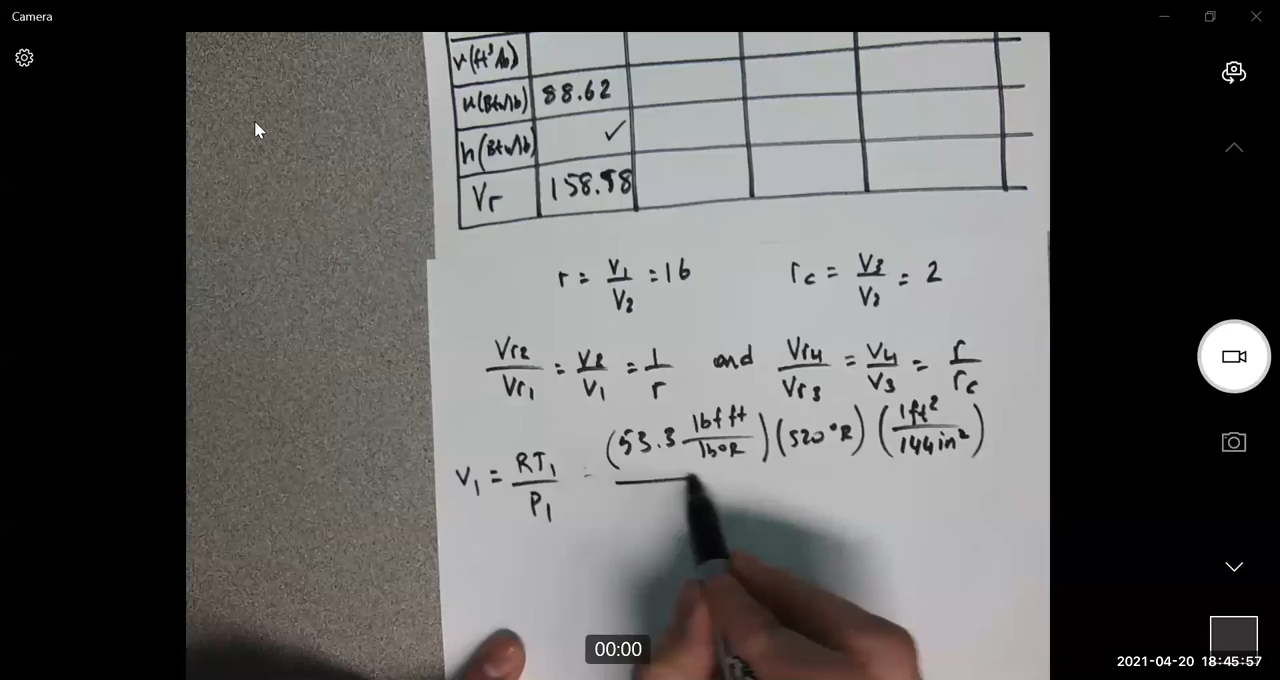 Camera
v (ft³/lb)
u (Btu/lb) 88.62
h (Btu/lb) ✓
Vr 158.58
r = V1/V2 = 16 rc = V3/V2 = 2
Vr2/Vr1 = V2/V1 = 1/r and Vr4/Vr3 = V4/V3 = r/rc
V1 = RT1/P1 = (53.3 lbf ft/lb°R)(520°R)(1ft²/144in²)
00:00
2021-04-20 18:45:57